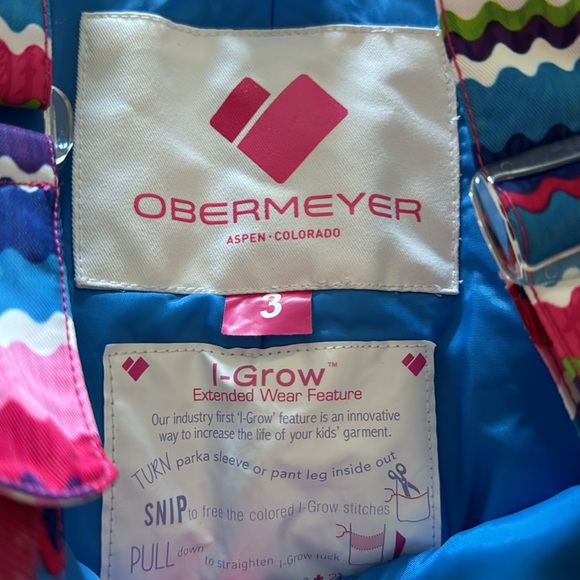 OBERMEYER
ASPEN • COLORADO
3
I-Grow™
Extended Wear Feature
Our industry first 'I-Grow' feature is an innovative
way to increase the life of your kids' garment.
TURN parka sleeve or pant leg inside out
SNIP to free the colored I-Grow stitches
PULL down to straighten I-Grow tuck